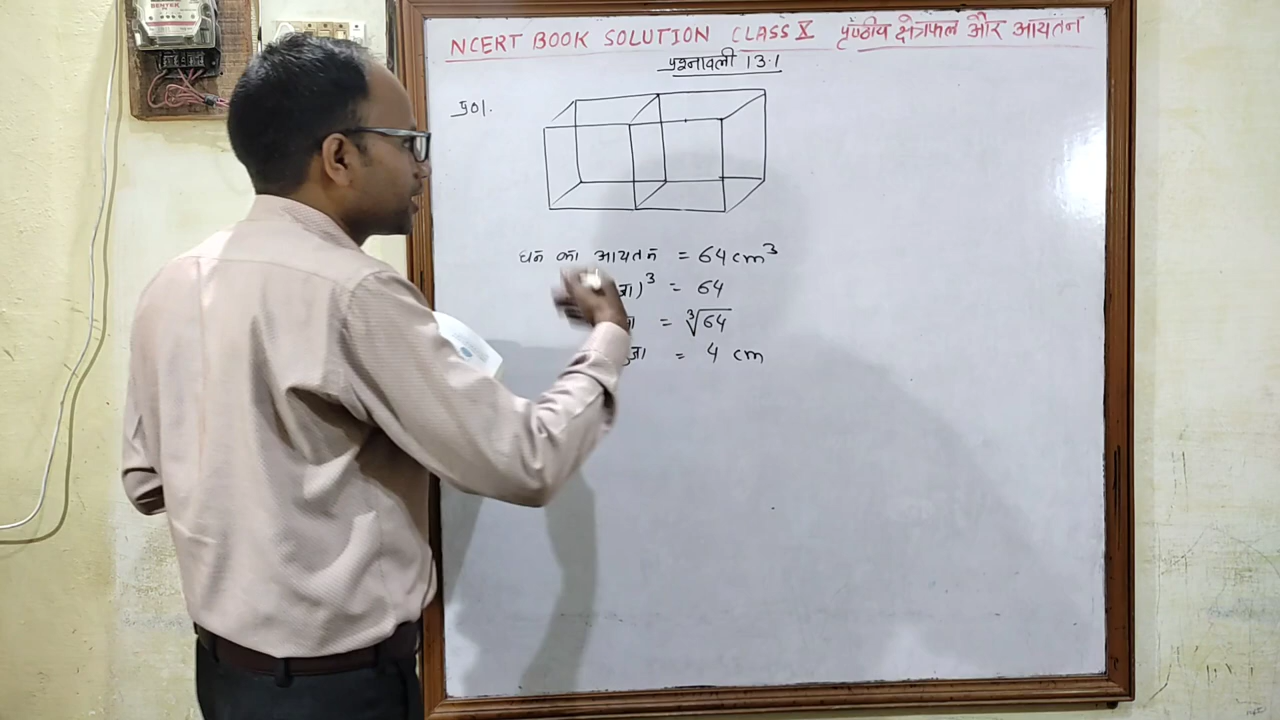 NCERT BOOK SOLUTION CLASS X पृष्ठीय क्षेत्रफल और आयतन
प्रश्नावली 13.1
प्र01.
घन का आयतन = 64 cm³
)³ = 64
= ∛64
= 4 cm